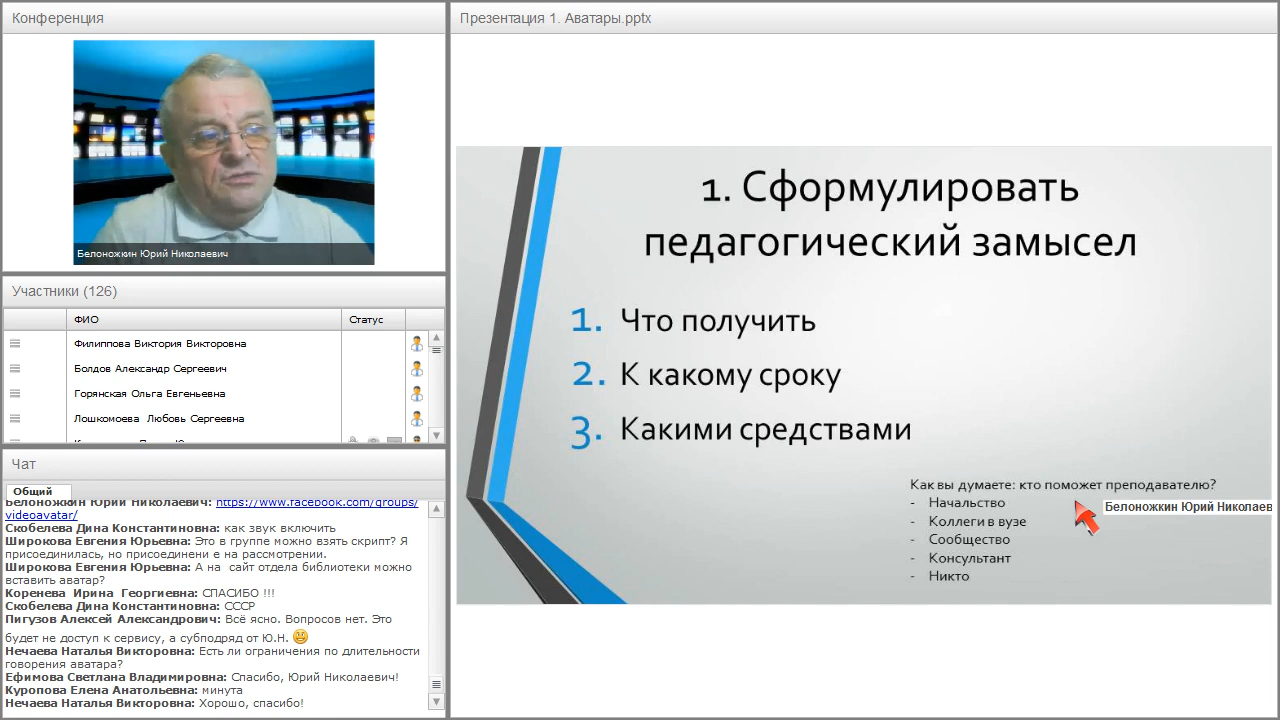 Конференция
Белоножкин Юрий Николаевич
Участники (126)
ФИО Статус
Филиппова Виктория Викторовна
Болдов Александр Сергеевич
Горянская Ольга Евгеньевна
Лошкомоева Любовь Сергеевна
Чат
Общий
Белоножкин Юрий Николаевич: https://www.facebook.com/groups/
videoavatar/
Скобелева Дина Константиновна: как звук включить
Широкова Евгения Юрьевна: Это в группе можно взять скрипт? Я
присоединилась, но присоединени е на рассмотрении.
Широкова Евгения Юрьевна: А на сайт отдела библиотеки можно
вставить аватар?
Коренева Ирина Георгиевна: СПАСИБО !!!
Скобелева Дина Константиновна: СССР
Пигузов Алексей Александрович: Всё ясно. Вопросов нет. Это
будет не доступ к сервису, а субподряд от Ю.Н.
Нечаева Наталья Викторовна: Есть ли ограничения по длительности
говорения аватара?
Ефимова Светлана Владимировна: Спасибо, Юрий Николаевич!
Куропова Елена Анатольевна: минута
Нечаева Наталья Викторовна: Хорошо, спасибо!
Презентация 1. Аватары.pptx
1. Сформулировать
педагогический замысел
1. Что получить
2. К какому сроку
3. Какими средствами
Как вы думаете: кто поможет преподавателю?
- Начальство
- Коллеги в вузе
- Сообщество
- Консультант
- Никто
Белоножкин Юрий Николаев